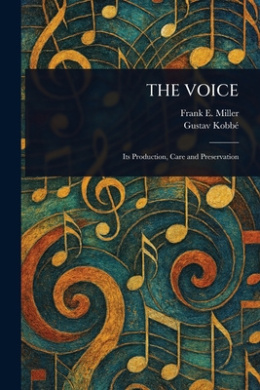 THE VOICE
Frank E. Miller
Gustav Kobbé
Its Production, Care and Preservation